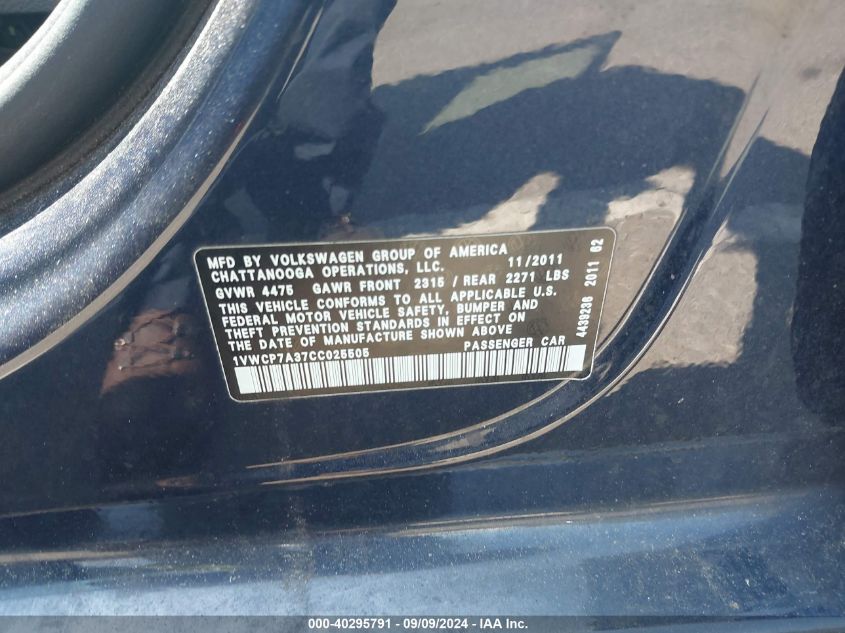 MFD BY VOLKSWAGEN GROUP OF AMERICA 11/2011
CHATTANOOGA OPERATIONS, LLC.
GVWR 4475 GAWR FRONT 2315 / REAR 2271 LBS
THIS VEHICLE CONFORMS TO ALL APPLICABLE U.S.
FEDERAL MOTOR VEHICLE SAFETY, BUMPER AND
THEFT PREVENTION STANDARDS IN EFFECT ON
THE DATE OF MANUFACTURE SHOWN ABOVE
1VWCP7A37CC025505 PASSENGER CAR
4439236 2011 62
000-40295791 - 09/09/2024 - IAA Inc.